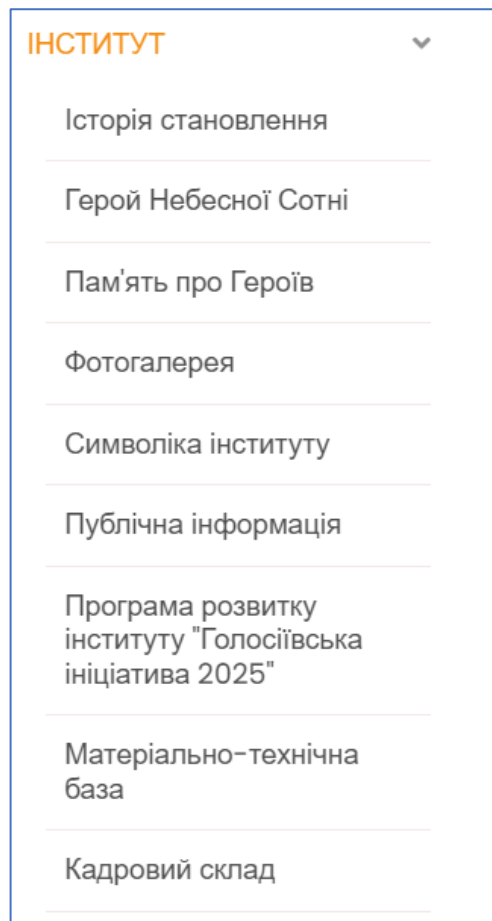 ІНСТИТУТ
Історія становлення
Герой Небесної Сотні
Пам'ять про Героїв
Фотогалерея
Символіка інституту
Публічна інформація
Програма розвитку
інституту "Голосіївська
ініціатива 2025"
Матеріально-технічна
база
Кадровий склад